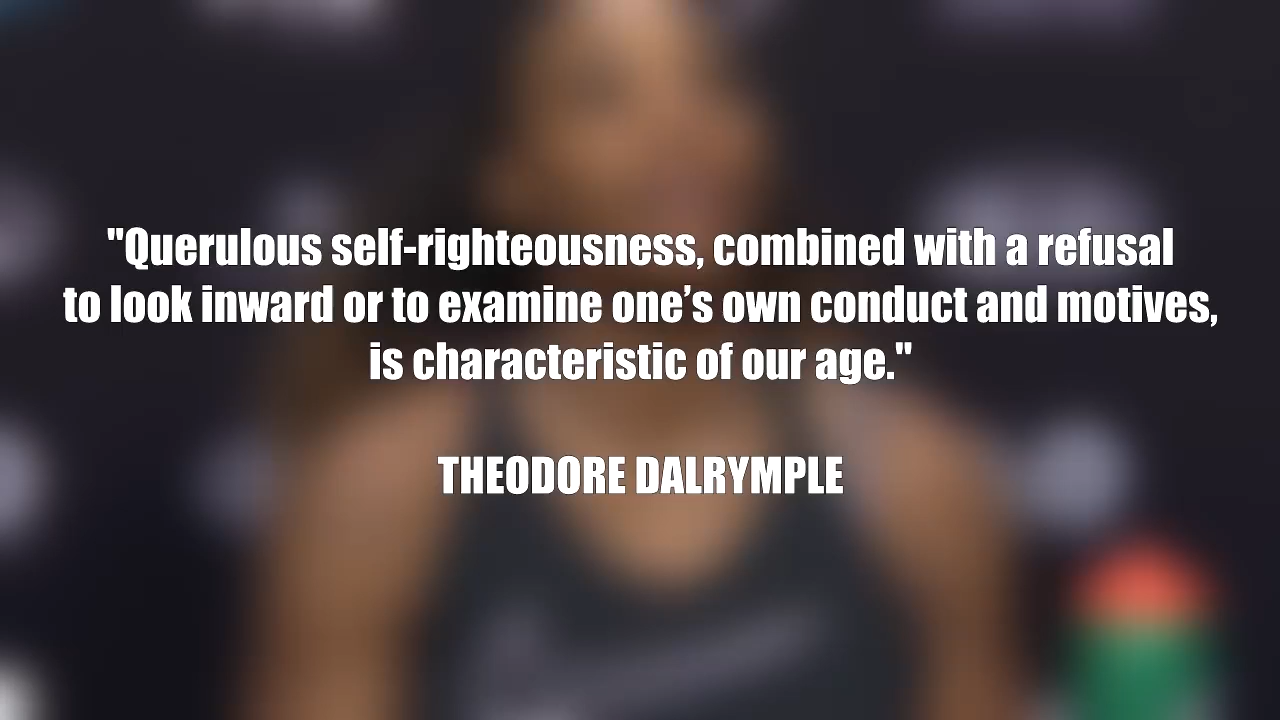 "Querulous self-righteousness, combined with a refusal
to look inward or to examine one’s own conduct and motives,
is characteristic of our age."
THEODORE DALRYMPLE